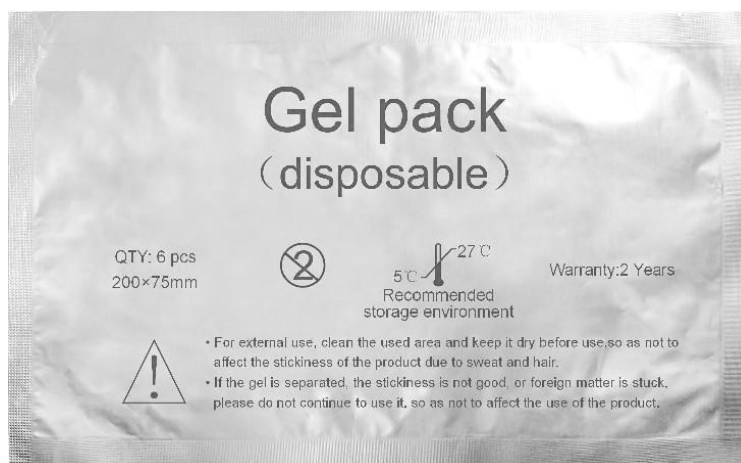 Gel pack
（disposable）
QTY: 6 pcs
200×75mm
2
27℃
5℃
Recommended
storage environment
Warranty:2 Years
!
• For external use, clean the used area and keep it dry before use,so as not to
affect the stickiness of the product due to sweat and hair.
• If the gel is separated, the stickiness is not good, or foreign matter is stuck,
please do not continue to use it, so as not to affect the use of the product.